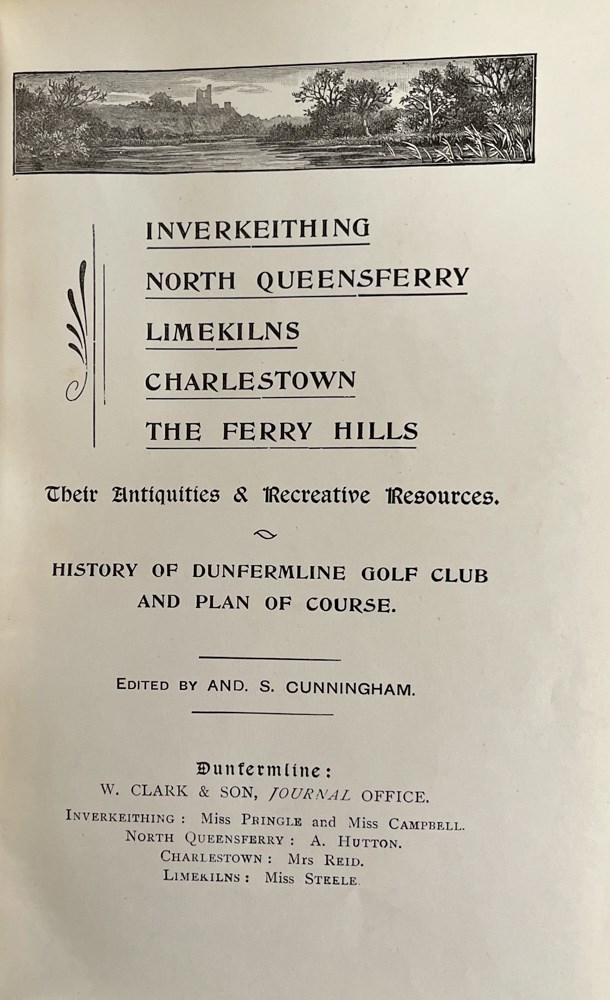 INVERKEITHING
NORTH QUEENSFERRY
LIMEKILNS
CHARLESTOWN
THE FERRY HILLS
Their Antiquities & Recreative Resources.
HISTORY OF DUNFERMLINE GOLF CLUB
AND PLAN OF COURSE.
EDITED BY AND. S. CUNNINGHAM.
Dunfermline:
W. CLARK & SON, JOURNAL OFFICE.
INVERKEITHING: MISS PRINGLE and MISS CAMPBELL.
NORTH QUEENSFERRY: A. HUTTON.
CHARLESTOWN: MRS REID.
LIMEKILNS: MISS STEELE.